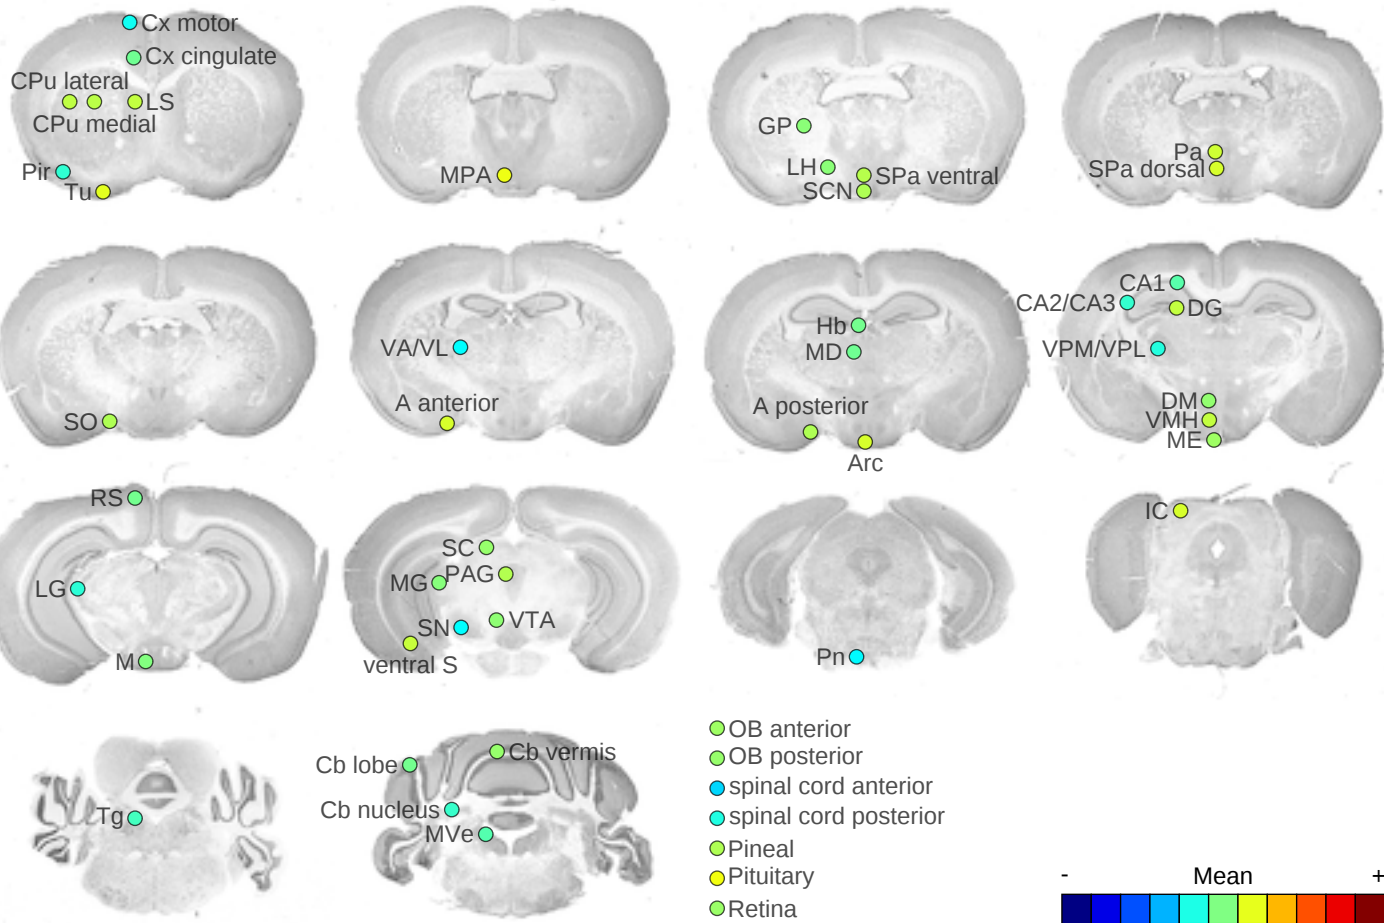 Cx motor
Cx cingulate
CPu lateral
LS
CPu medial
Pir
Tu
MPA
GP
LH
SPa ventral
SCN
Pa
SPa dorsal
SO
VA/VL
A anterior
Hb
MD
A posterior
Arc
CA1
CA2/CA3
DG
VPM/VPL
DM
VMH
ME
RS
LG
M
SC
MG
PAG
SN
VTA
ventral S
Pn
IC
Tg
Cb lobe
Cb vermis
Cb nucleus
MVe
OB anterior
OB posterior
spinal cord anterior
spinal cord posterior
Pineal
Pituitary
Retina
- Mean +